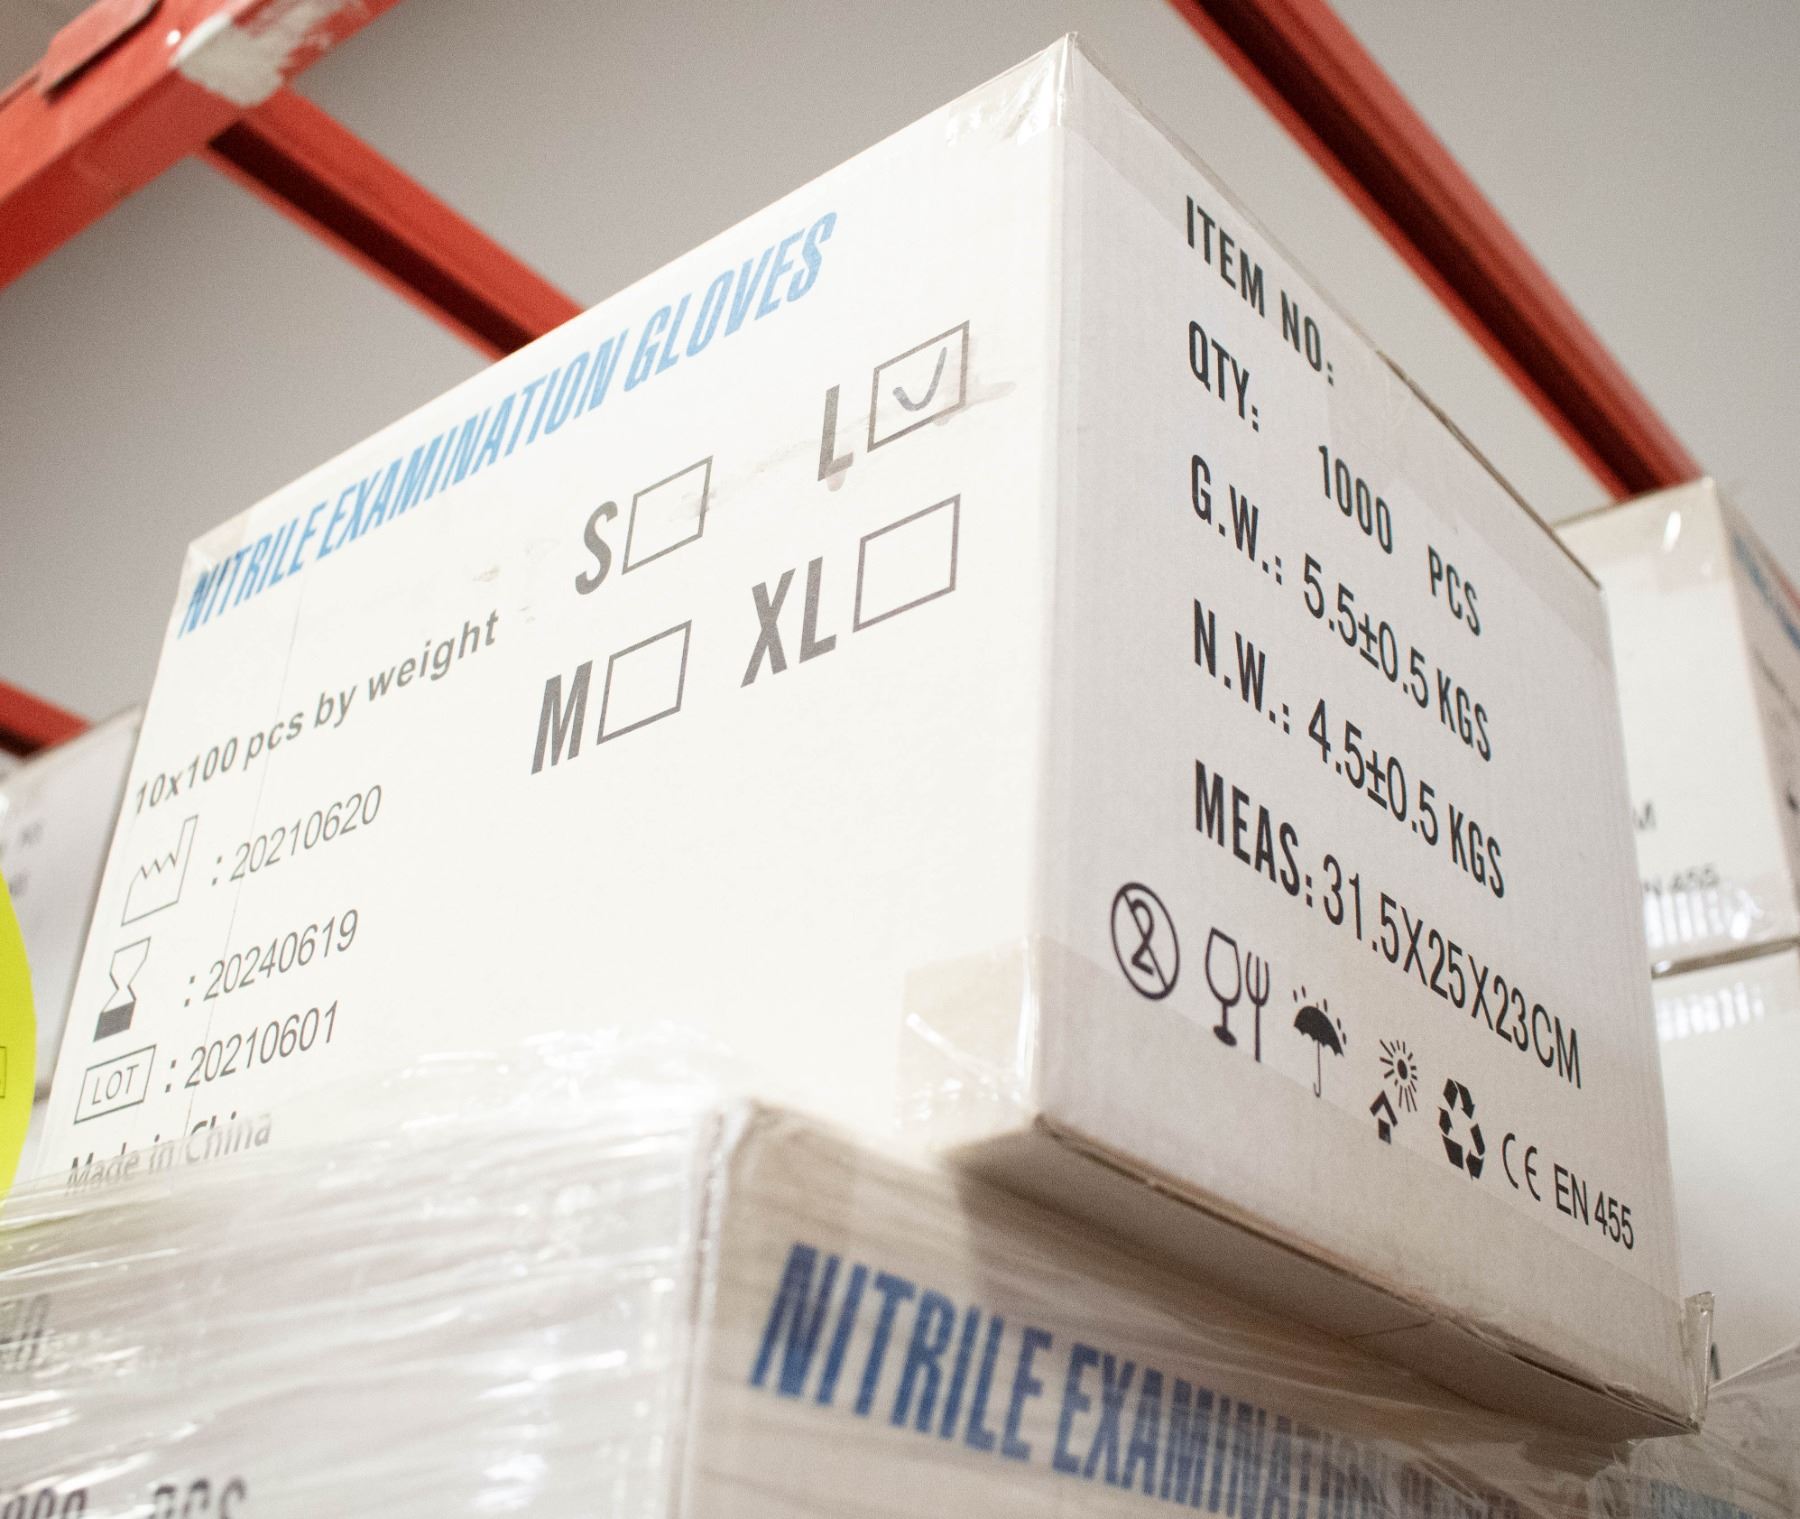 NITRILE EXAMINATION GLOVES
10x100 pcs by weight
S
L
M
XL
: 20210620
: 20240619
LOT : 20210601
Made in China
ITEM NO:
QTY: 1000 PCS
G.W.: 5.5±0.5 KGS
N.W.: 4.5±0.5 KGS
MEAS: 31.5X25X23CM
2
CE EN 455
NITRILE EXAMINATION
PCS
M